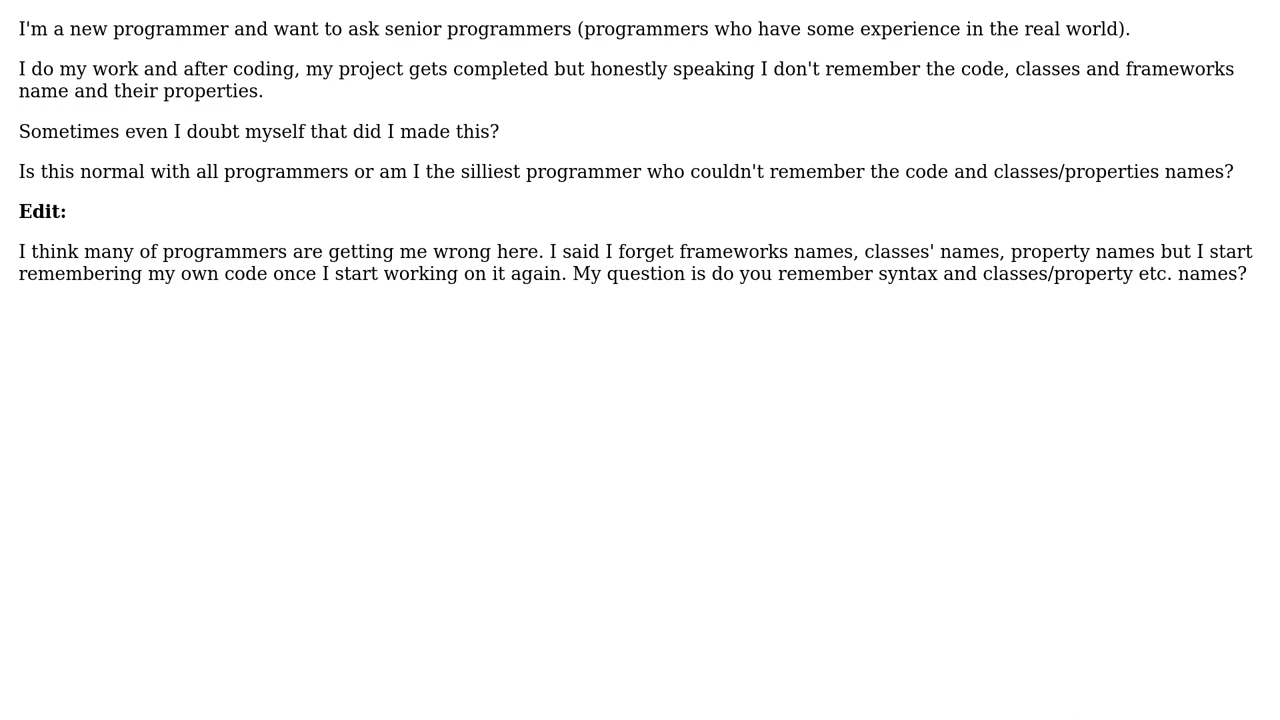 I'm a new programmer and want to ask senior programmers (programmers who have some experience in the real world).
I do my work and after coding, my project gets completed but honestly speaking I don't remember the code, classes and frameworks
name and their properties.
Sometimes even I doubt myself that did I made this?
Is this normal with all programmers or am I the silliest programmer who couldn't remember the code and classes/properties names?
Edit:
I think many of programmers are getting me wrong here. I said I forget frameworks names, classes' names, property names but I start
remembering my own code once I start working on it again. My question is do you remember syntax and classes/property etc. names?